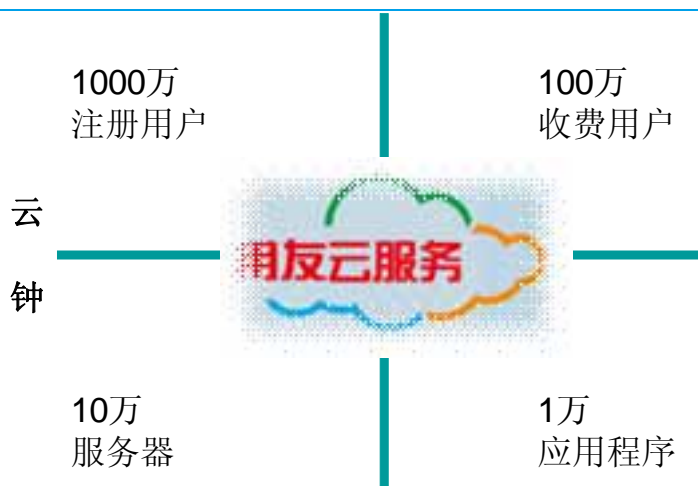 1000万
注册用户
100万
收费用户
云
用友云服务
钟
10万
服务器
1万
应用程序